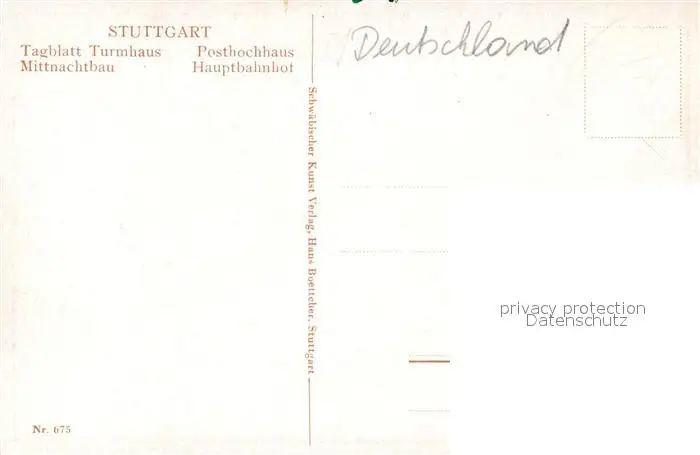 STUTTGART
Tagblatt Turmhaus Posthochhaus
Mittnachtbau Hauptbahnhof
Deutschland
Schwäbischer Kunst Verlag, Hans Boettcher, Stuttgart
privacy protection
Datenschutz
Nr. 675